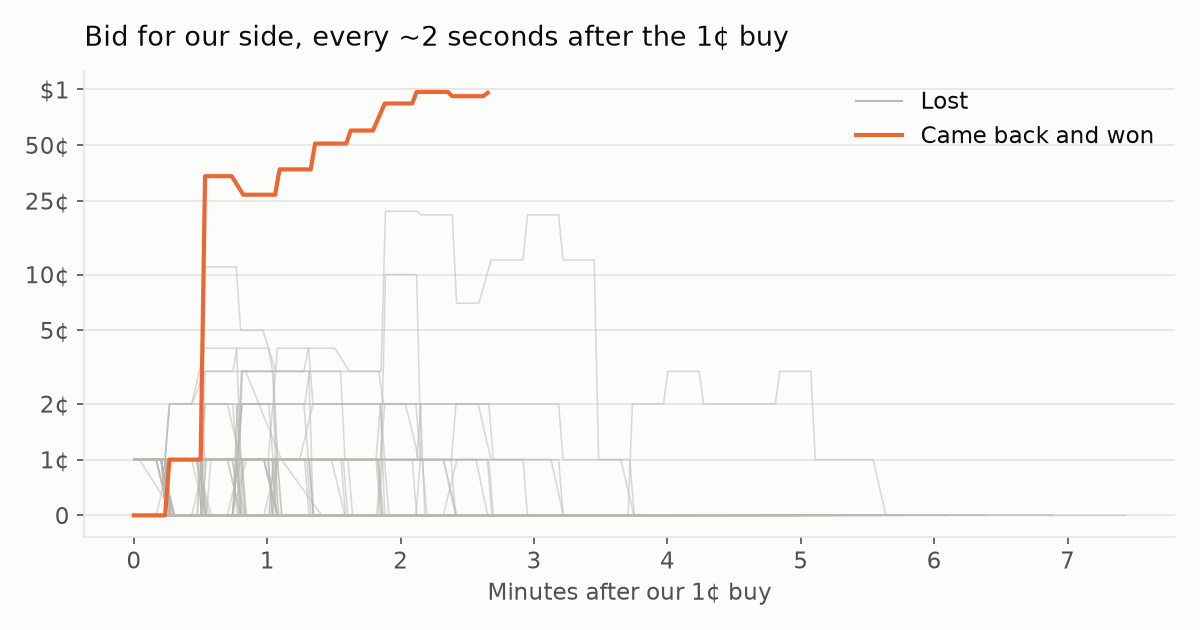 Bid for our side, every ~2 seconds after the 1¢ buy
$1
50¢
25¢
10¢
5¢
2¢
1¢
0
Lost
Came back and won
0 1 2 3 4 5 6 7
Minutes after our 1¢ buy